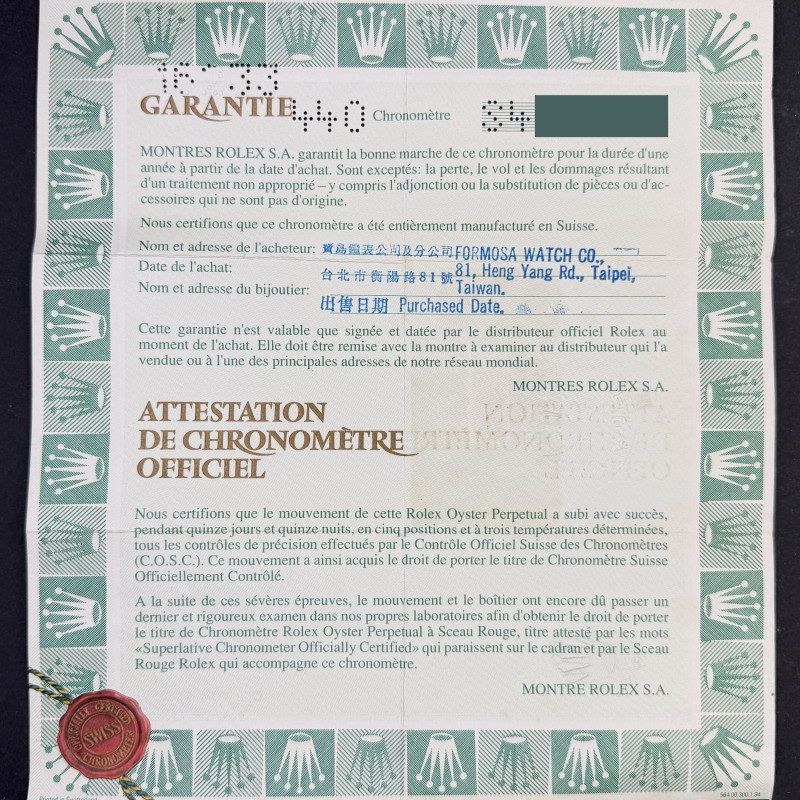 16233
GARANTIE 440 Chronomètre S4
MONTRES ROLEX S.A. garantit la bonne marche de ce chronomètre pour la durée d'une
année à partir de la date d'achat. Sont exceptés: la perte, le vol et les dommages résultant
d'un traitement non approprié – y compris l'adjonction ou la substitution de pièces ou d'ac-
cessoires qui ne sont pas d'origine.
Nous certifions que ce chronomètre a été entièrement manufacturé en Suisse.
Nom et adresse de l'acheteur: 寶島鐘表公司及分公司 FORMOSA WATCH CO.,
Date de l'achat: 台北市衡陽路81號 81, Heng Yang Rd., Taipei,
Nom et adresse du bijoutier: Taiwan.
出售日期 Purchased Date.
Cette garantie n'est valable que signée et datée par le distributeur officiel Rolex au
moment de l'achat. Elle doit être remise avec la montre à examiner au distributeur qui l'a
vendue ou à l'une des principales adresses de notre réseau mondial.
MONTRES ROLEX S.A.
ATTESTATION
DE CHRONOMÈTRE
OFFICIEL
Nous certifions que le mouvement de cette Rolex Oyster Perpetual a subi avec succès,
pendant quinze jours et quinze nuits, en cinq positions et à trois températures déterminées,
tous les contrôles de précision effectués par le Contrôle Officiel Suisse des Chronomètres
(C.O.S.C.). Ce mouvement a ainsi acquis le droit de porter le titre de Chronomètre Suisse
Officiellement Contrôlé.
A la suite de ces sévères épreuves, le mouvement et le boîtier ont encore dû passer un
dernier et rigoureux examen dans nos propres laboratoires afin d'obtenir le droit de porter
le titre de Chronomètre Rolex Oyster Perpetual à Sceau Rouge, titre attesté par les mots
«Superlative Chronometer Officially Certified» qui paraissent sur le cadran et par le Sceau
Rouge Rolex qui accompagne ce chronomètre.
MONTRE ROLEX S.A.
OFFICIALLY CERTIFIED
SWISS
CHRONOMETER
Printed in Switzerland
564.00.300.1.94